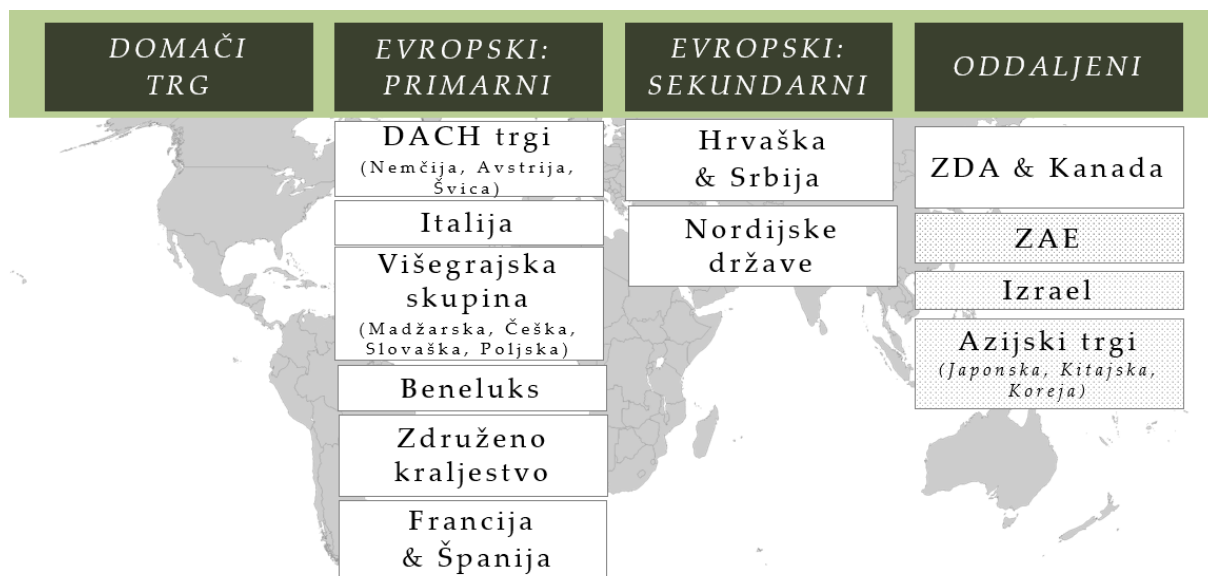 DOMAČI
TRG
EVROPSKI:
PRIMARNI
EVROPSKI:
SEKUNDARNI
ODDALJENI
DACH trgi
(Nemčija, Avstrija,
Švica)
Italija
Višegrajska
skupina
(Madžarska, Češka,
Slovaška, Poljska)
Beneluks
Združeno
kraljestvo
Francija
& Španija
Hrvaška
& Srbija
Nordijske
države
ZDA & Kanada
ZAE
Izrael
Azijski trgi
(Japonska, Kitajska,
Koreja)